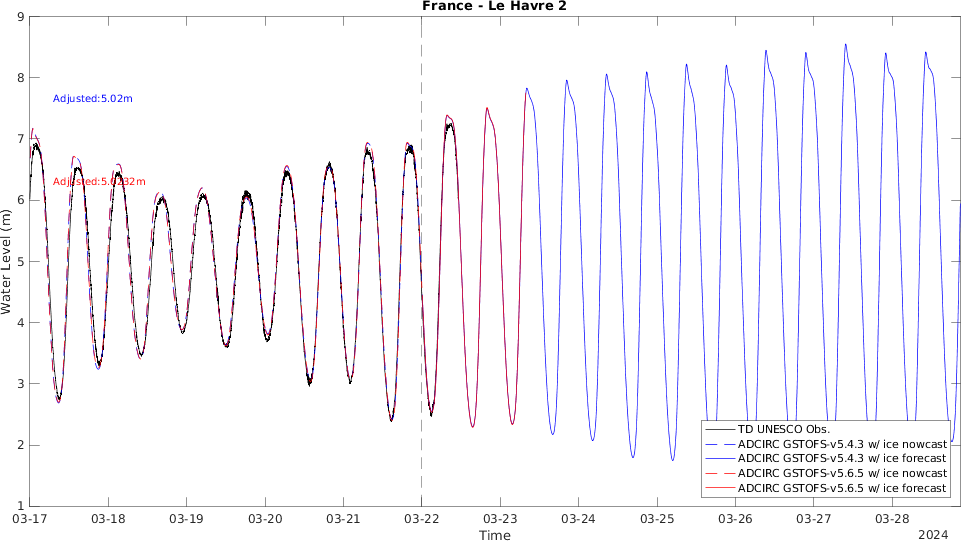 France - Le Havre 2
9
8
7
6
5
4
3
2
1
Water Level (m)
Adjusted:5.02m
Adjusted:5.0232m
TD UNESCO Obs.
ADCIRC GSTOFS-v5.4.3 w/ ice nowcast
ADCIRC GSTOFS-v5.4.3 w/ ice forecast
ADCIRC GSTOFS-v5.6.5 w/ ice nowcast
ADCIRC GSTOFS-v5.6.5 w/ ice forecast
03-17 03-18 03-19 03-20 03-21 03-22 03-23 03-24 03-25 03-26 03-27 03-28
Time
2024